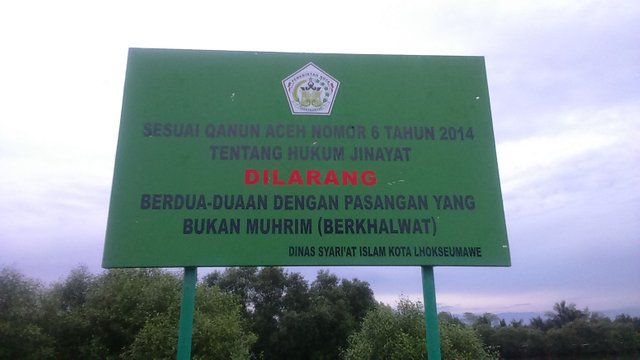 SESUAI QANUN ACEH NOMOR 6 TAHUN 2014
TENTANG HUKUM JINAYAT
DILARANG
BERDUA-DUAAN DENGAN PASANGAN YANG
BUKAN MUHRIM (BERKHALWAT)
DINAS SYARI'AT ISLAM KOTA LHOKSEUMAWE